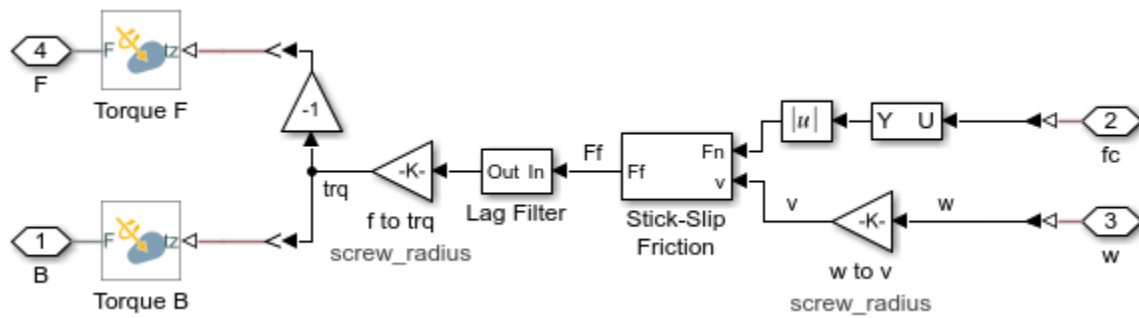 4
F
F
tz
Torque F
-1
|u|
Y U
2
fc
Fn
Ff
v
Ff
Out In
Lag Filter
-K-
f to trq
screw_radius
trq
Stick-Slip
Friction
v
-K-
w
w to v
screw_radius
3
w
1
B
F
tz
Torque B